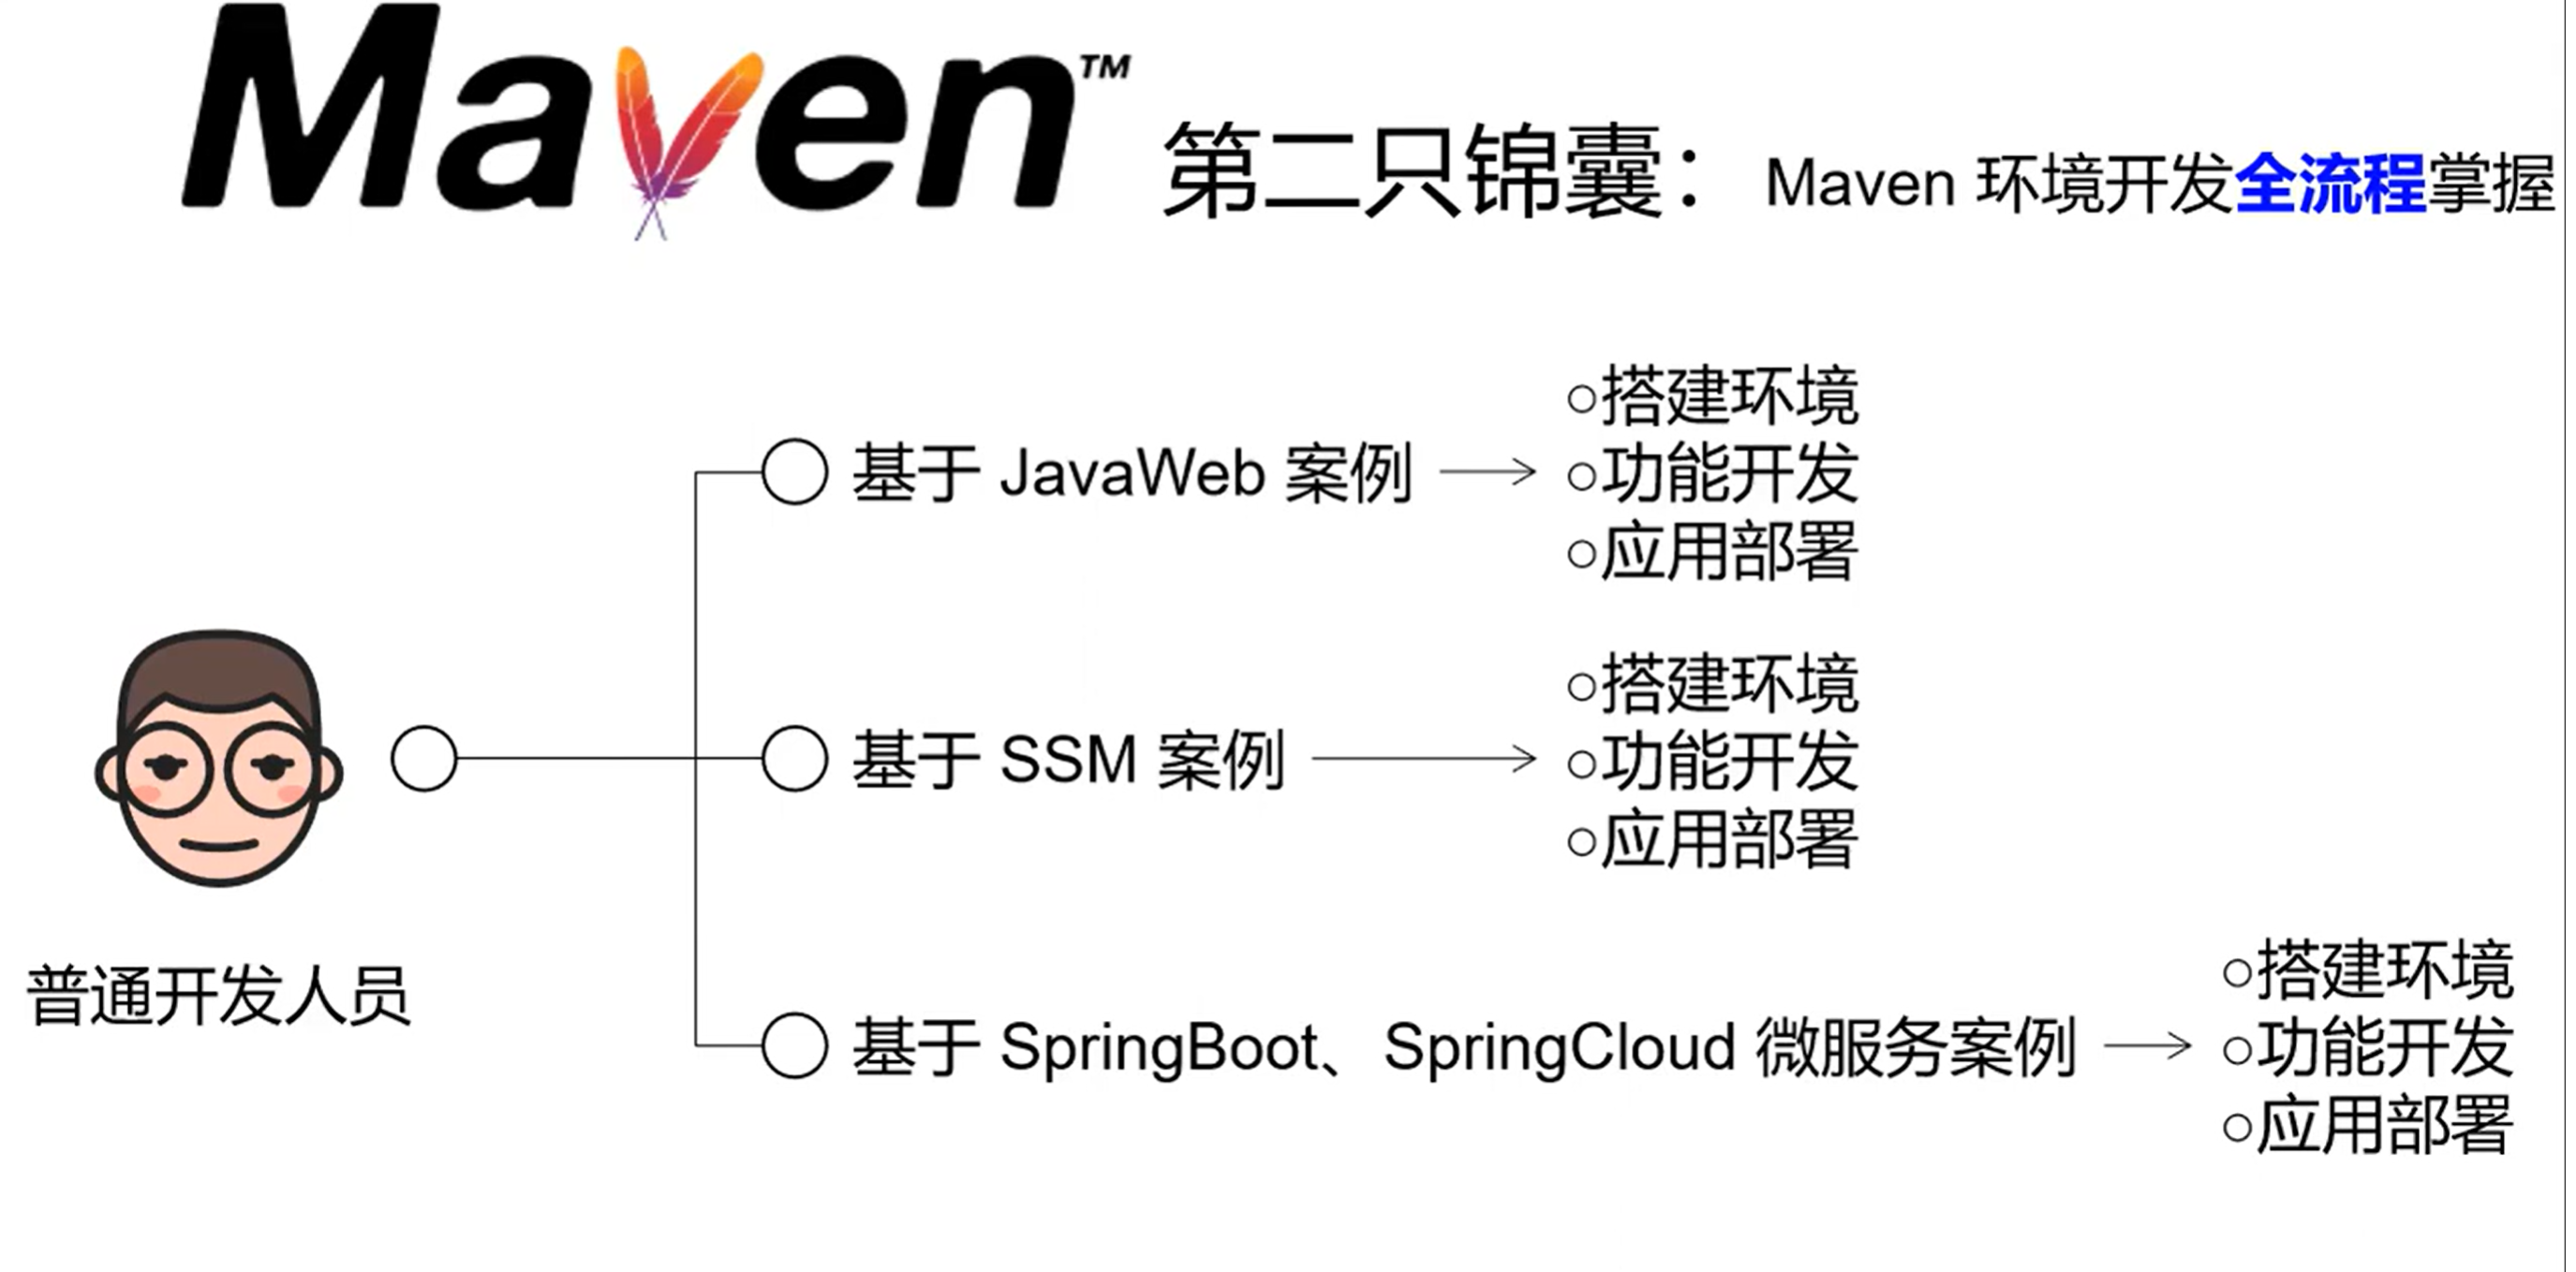 Maven™
第二只锦囊：Maven 环境开发全流程掌握
基于 JavaWeb 案例
○搭建环境
○功能开发
○应用部署
基于 SSM 案例
○搭建环境
○功能开发
○应用部署
普通开发人员
基于 SpringBoot、SpringCloud 微服务案例
○搭建环境
○功能开发
○应用部署